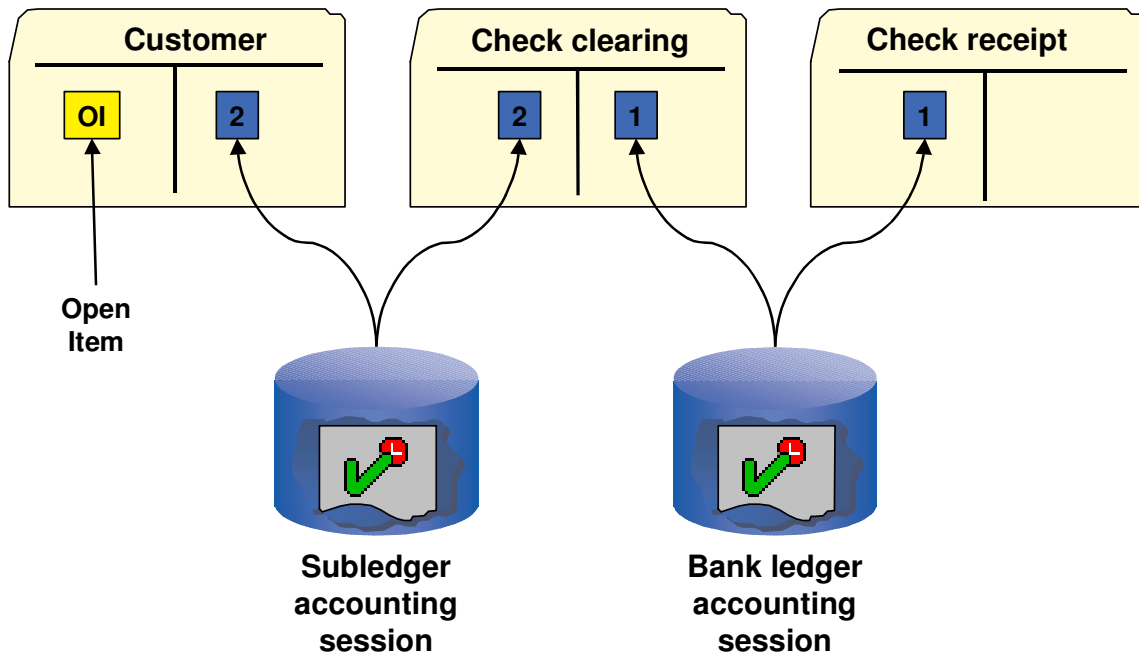 Customer
Check clearing
Check receipt
OI
2
2
1
1
Open
Item
Subledger
accounting
session
Bank ledger
accounting
session